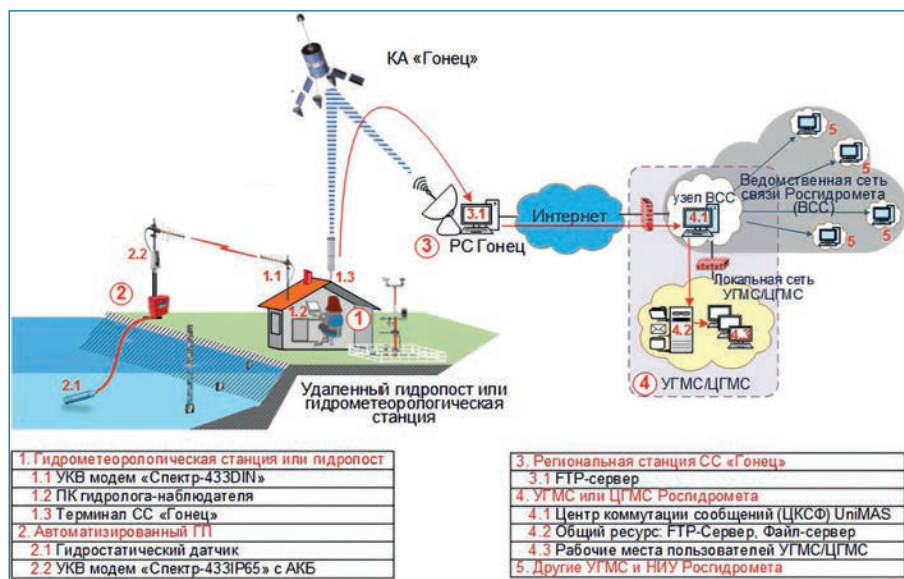 КА «Гонец»
5
5
узел ВСС
Ведомственная сеть
связи Росгидромета
(ВСС)
4.1
5
5
3.1
Интернет
3
РС Гонец
2.2
1.1
1.3
2
1.2
1
Локальная сеть
УГМС/ЦГМС
4.2
4.3
2.1
4
УГМС/ЦГМС
Удаленный гидропост или
гидрометеорологическая
станция
1. Гидрометеорологическая станция или гидропост
1.1 УКВ модем «Спектр-433DIN»
1.2 ПК гидролога-наблюдателя
1.3 Терминал СС «Гонец»
2. Автоматизированный ГП
2.1 Гидростатический датчик
2.2 УКВ модем «Спектр-433IP65» с АКБ
3. Региональная станция СС «Гонец»
3.1 FTP-сервер
4. УГМС или ЦГМС Роспидромета
4.1 Центр коммутации сообщений (ЦКСФ) UniMAS
4.2 Общий ресурс: FTP-Сервер, Файл-сервер
4.3 Рабочие места пользователей УГМС/ЦГМС
5. Другие УГМС и НИУ Росгидромета